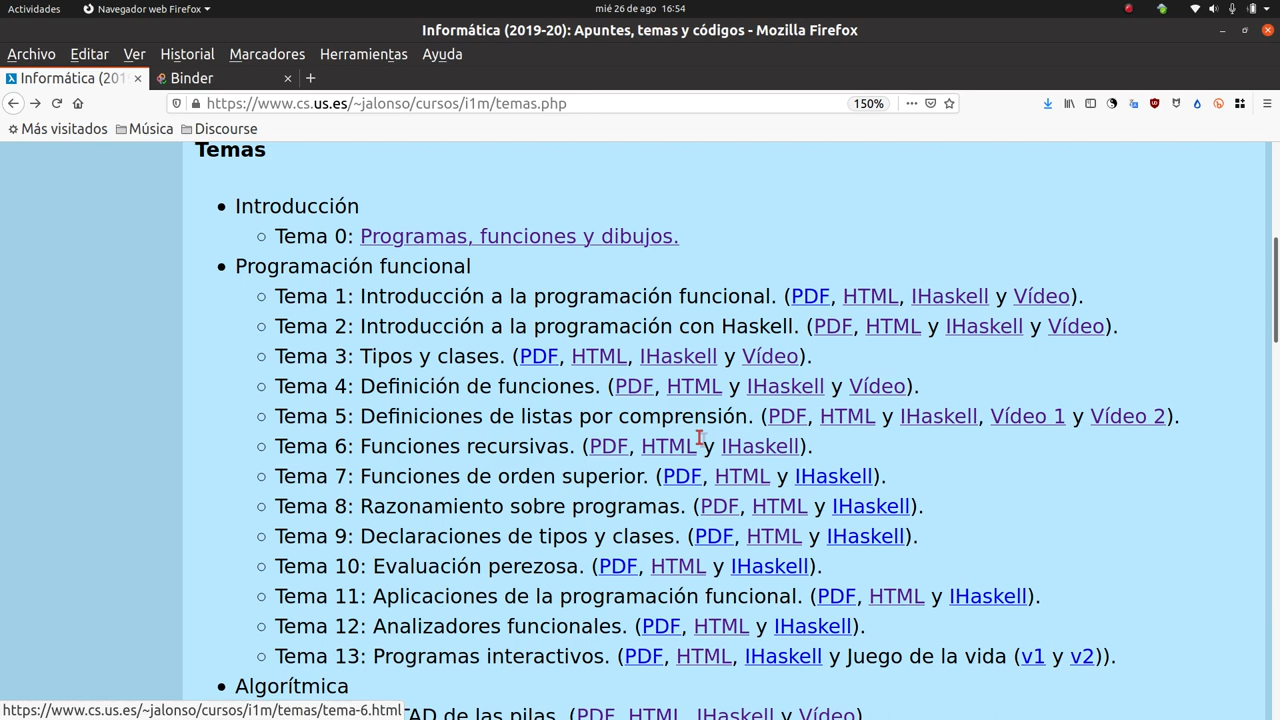 Actividades Navegador web Firefox mié 26 de ago 16:54
Informática (2019-20): Apuntes, temas y códigos - Mozilla Firefox
Archivo Editar Ver Historial Marcadores Herramientas Ayuda
Informática (201 Binder
https://www.cs.us.es/~jalonso/cursos/i1m/temas.php 150%
Más visitados Música Discourse
Temas
Introducción
Tema 0: Programas, funciones y dibujos.
Programación funcional
Tema 1: Introducción a la programación funcional. (PDF, HTML, IHaskell y Vídeo).
Tema 2: Introducción a la programación con Haskell. (PDF, HTML y IHaskell y Vídeo).
Tema 3: Tipos y clases. (PDF, HTML, IHaskell y Vídeo).
Tema 4: Definición de funciones. (PDF, HTML y IHaskell y Vídeo).
Tema 5: Definiciones de listas por comprensión. (PDF, HTML y IHaskell, Vídeo 1 y Vídeo 2).
Tema 6: Funciones recursivas. (PDF, HTML y IHaskell).
Tema 7: Funciones de orden superior. (PDF, HTML y IHaskell).
Tema 8: Razonamiento sobre programas. (PDF, HTML y IHaskell).
Tema 9: Declaraciones de tipos y clases. (PDF, HTML y IHaskell).
Tema 10: Evaluación perezosa. (PDF, HTML y IHaskell).
Tema 11: Aplicaciones de la programación funcional. (PDF, HTML y IHaskell).
Tema 12: Analizadores funcionales. (PDF, HTML y IHaskell).
Tema 13: Programas interactivos. (PDF, HTML, IHaskell y Juego de la vida (v1 y v2)).
Algorítmica
TAD de las pilas. (PDF, HTML, IHaskell y Vídeo).
https://www.cs.us.es/~jalonso/cursos/i1m/temas/tema-6.html